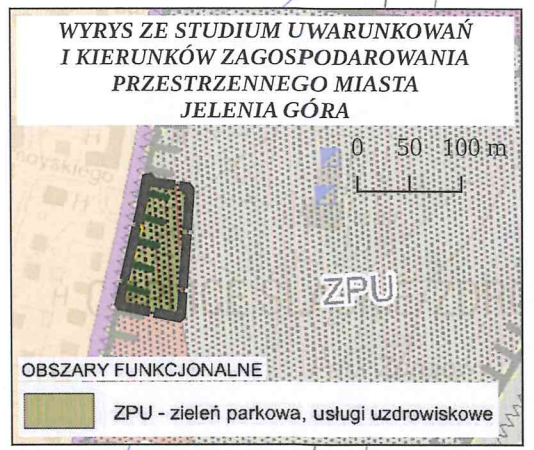 WYRYS ZE STUDIUM UWARUNKOWAŃ
I KIERUNKÓW ZAGOSPODAROWANIA
PRZESTRZENNEGO MIASTA
JELENIA GÓRA
0 50 100 m
ZPU
OBSZARY FUNKCJONALNE
ZPU - zieleń parkowa, usługi uzdrowiskowe